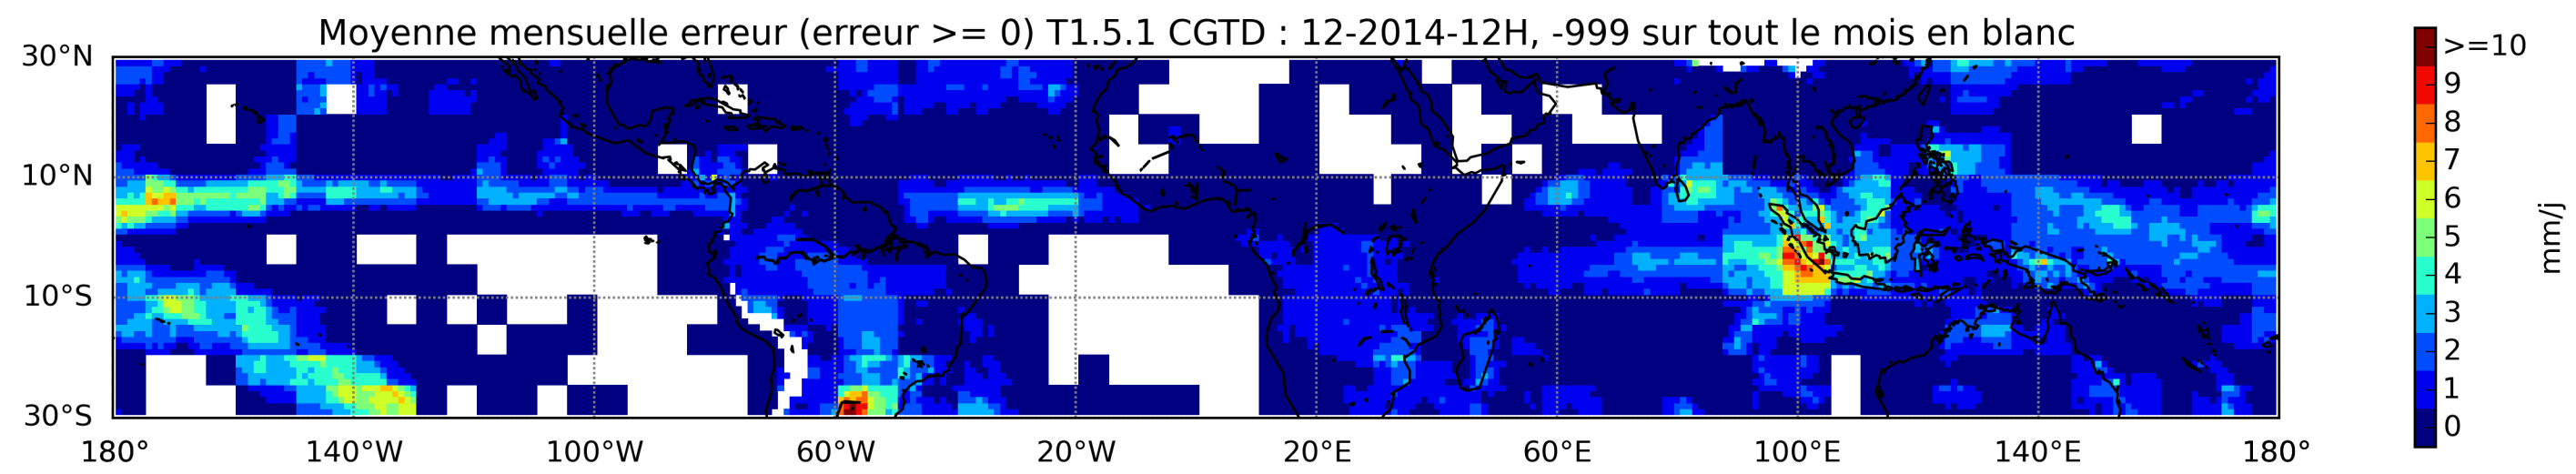 Moyenne mensuelle erreur (erreur >= 0) T1.5.1 CGTD : 12-2014-12H, -999 sur tout le mois en blanc
30°N
10°N
10°S
30°S
180°
140°W
100°W
60°W
20°W
20°E
60°E
100°E
140°E
180°
>=10
9
8
7
6
5
4
3
2
1
0
mm/j